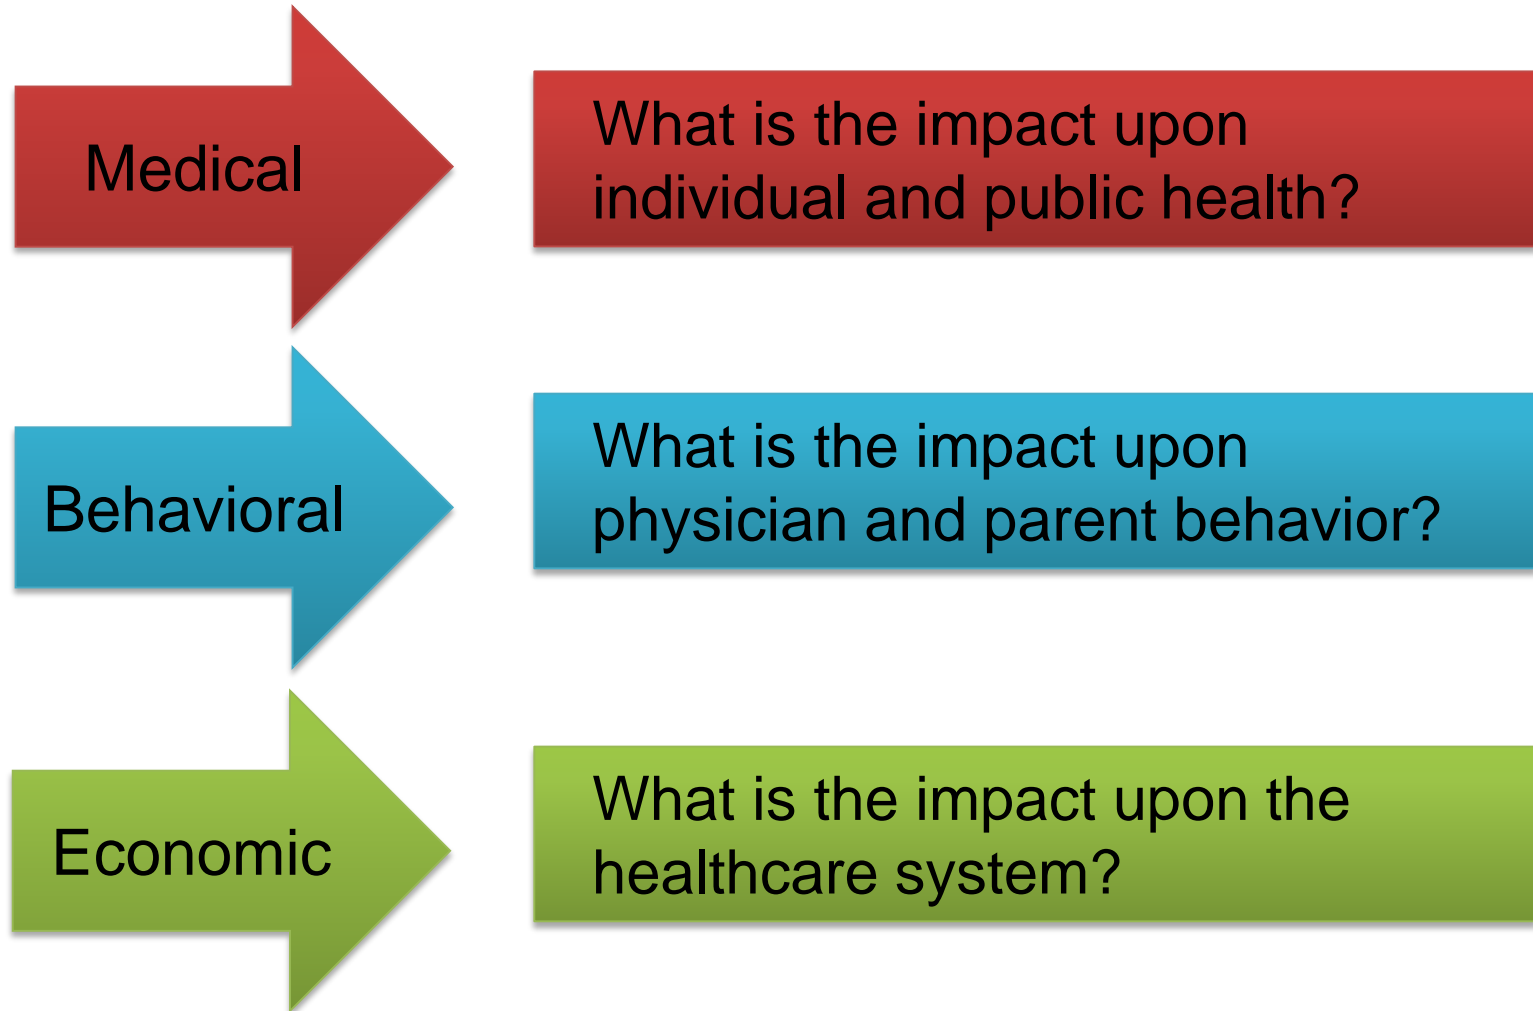 Medical
What is the impact upon
individual and public health?
Behavioral
What is the impact upon
physician and parent behavior?
Economic
What is the impact upon the
healthcare system?